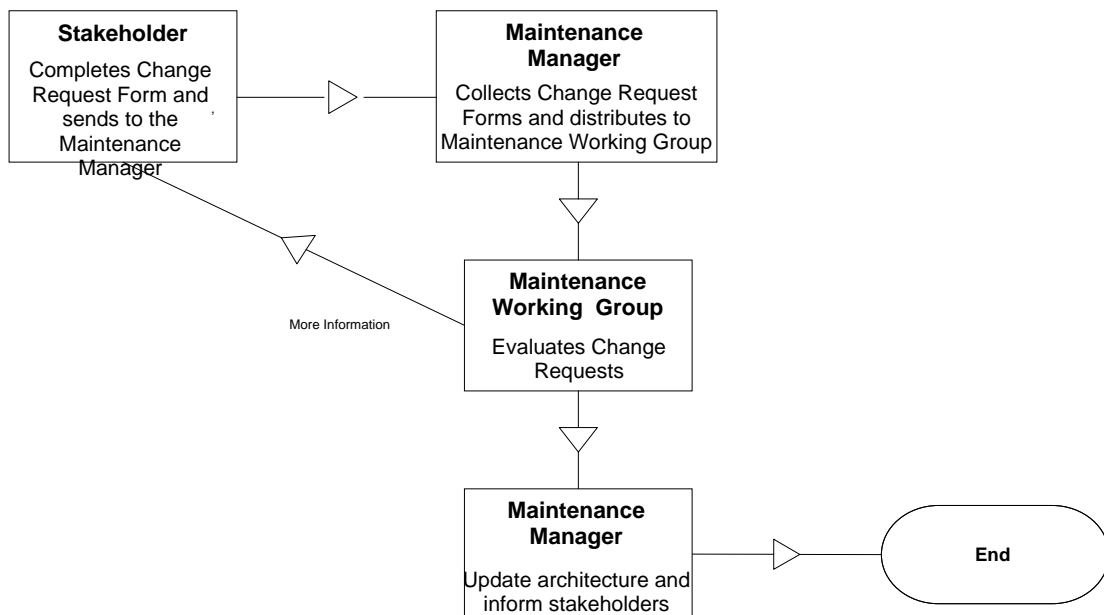 Stakeholder
Completes Change
Request Form and
sends to the ,
Maintenance
Manager
Maintenance
Manager
Collects Change Request
Forms and distributes to
Maintenance Working Group
Maintenance
Working Group
Evaluates Change
Requests
More Information
Maintenance
Manager
Update architecture and
inform stakeholders
End